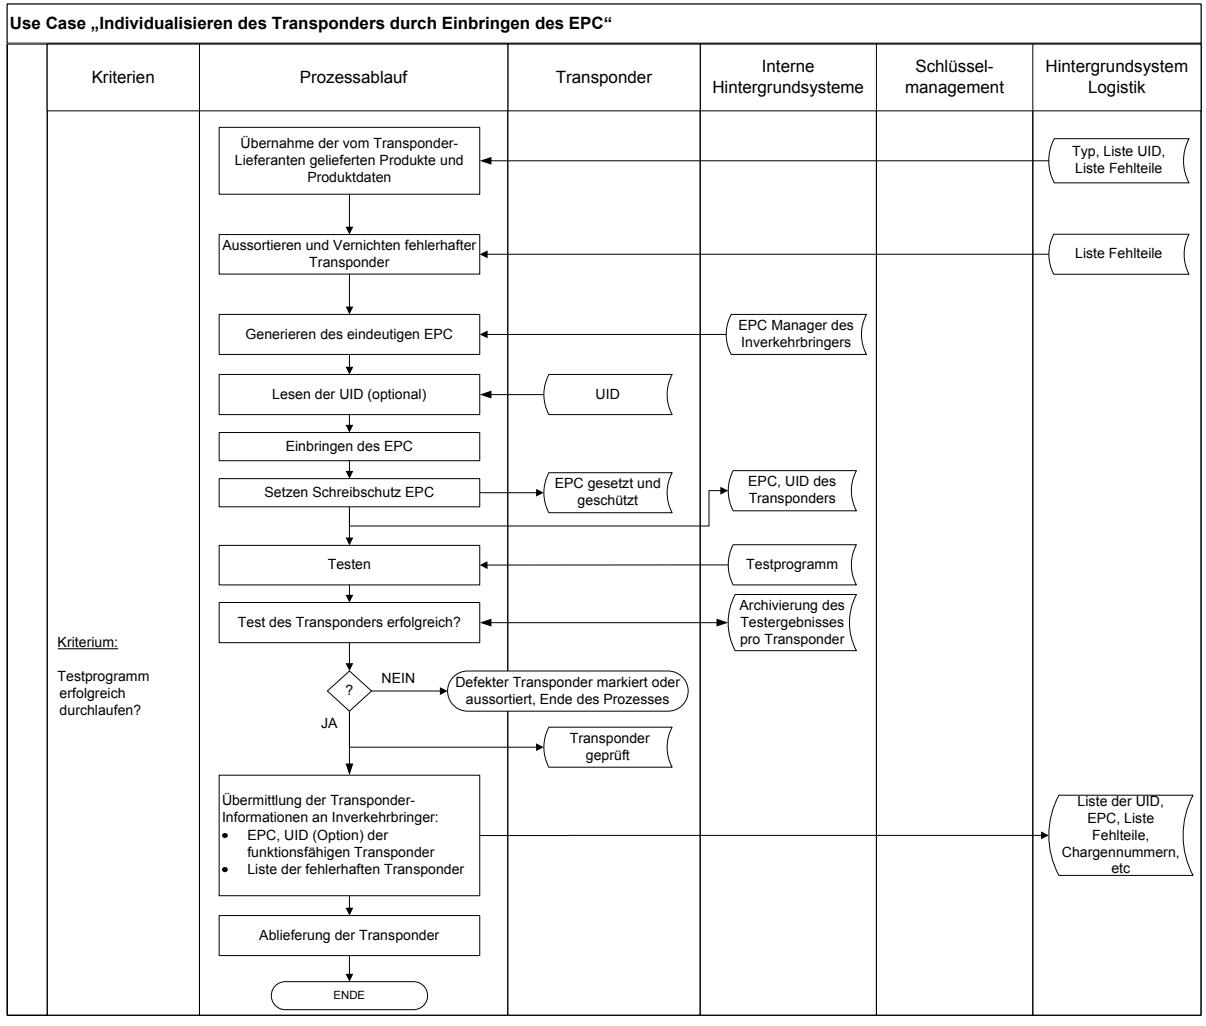 Use Case „Individualisieren des Transponders durch Einbringen des EPC“
Kriterien
Prozessablauf
Transponder
Interne
Hintergrundsysteme
Schlüssel-
management
Hintergrundsystem
Logistik
Übernahme der vom Transponder-
Lieferanten gelieferten Produkte und
Produktdaten
Typ, Liste UID,
Liste Fehlteile
Aussortieren und Vernichten fehlerhafter
Transponder
Liste Fehlteile
Generieren des eindeutigen EPC
EPC Manager des
Inverkehrbringers
Lesen der UID (optional)
UID
Einbringen des EPC
Setzen Schreibschutz EPC
EPC gesetzt und
geschützt
EPC, UID des
Transponders
Testen
Testprogramm
Test des Transponders erfolgreich?
Archivierung des
Testergebnisses
pro Transponder
Kriterium:
Testprogramm
erfolgreich
durchlaufen?
?
NEIN
Defekter Transponder markiert oder
aussortiert, Ende des Prozesses
JA
Transponder
geprüft
Übermittlung der Transponder-
Informationen an Inverkehrbringer:
• EPC, UID (Option) der
funktionsfähigen Transponder
• Liste der fehlerhaften Transponder
Liste der UID,
EPC, Liste
Fehlteile,
Chargennummern,
etc
Ablieferung der Transponder
ENDE